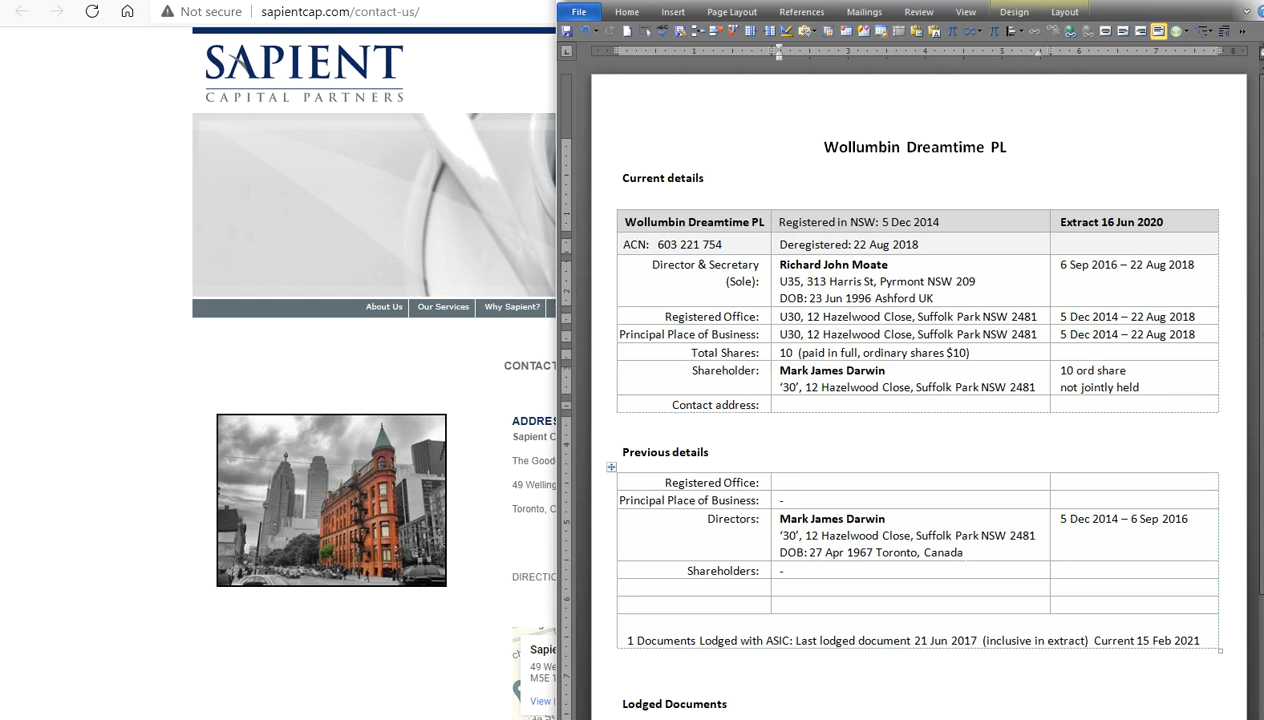 Not secure
sapientcap.com/contact-us/
SAPIENT
CAPITAL PARTNERS
About Us
Our Services
Why Sapient?
CONTAC
ADDRE
Sapient C
The Good
49 Welling
Toronto, O
DIRECTIO
Sapie
49 We
M5E 1
View l
File
Home
Insert
Page Layout
References
Mailings
Review
View
Design
Layout
1
3
4
5
6
7
8
Wollumbin Dreamtime PL
Current details
Wollumbin Dreamtime PL Registered in NSW: 5 Dec 2014 Extract 16 Jun 2020
ACN: 603 221 754 Deregistered: 22 Aug 2018
Director & Secretary (Sole): Richard John Moate 6 Sep 2016 – 22 Aug 2018
U35, 313 Harris St, Pyrmont NSW 209
DOB: 23 Jun 1996 Ashford UK
Registered Office: U30, 12 Hazelwood Close, Suffolk Park NSW 2481 5 Dec 2014 – 22 Aug 2018
Principal Place of Business: U30, 12 Hazelwood Close, Suffolk Park NSW 2481 5 Dec 2014 – 22 Aug 2018
Total Shares: 10 (paid in full, ordinary shares $10)
Shareholder: Mark James Darwin 10 ord share
‘30’, 12 Hazelwood Close, Suffolk Park NSW 2481 not jointly held
Contact address:
Previous details
Registered Office:
Principal Place of Business: -
Directors: Mark James Darwin 5 Dec 2014 – 6 Sep 2016
‘30’, 12 Hazelwood Close, Suffolk Park NSW 2481
DOB: 27 Apr 1967 Toronto, Canada
Shareholders: -
1 Documents Lodged with ASIC: Last lodged document 21 Jun 2017 (inclusive in extract) Current 15 Feb 2021
Lodged Documents